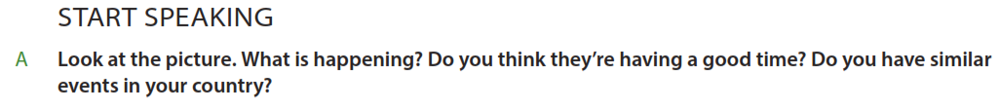 START SPEAKING
A Look at the picture. What is happening? Do you think they’re having a good time? Do you have similar
events in your country?